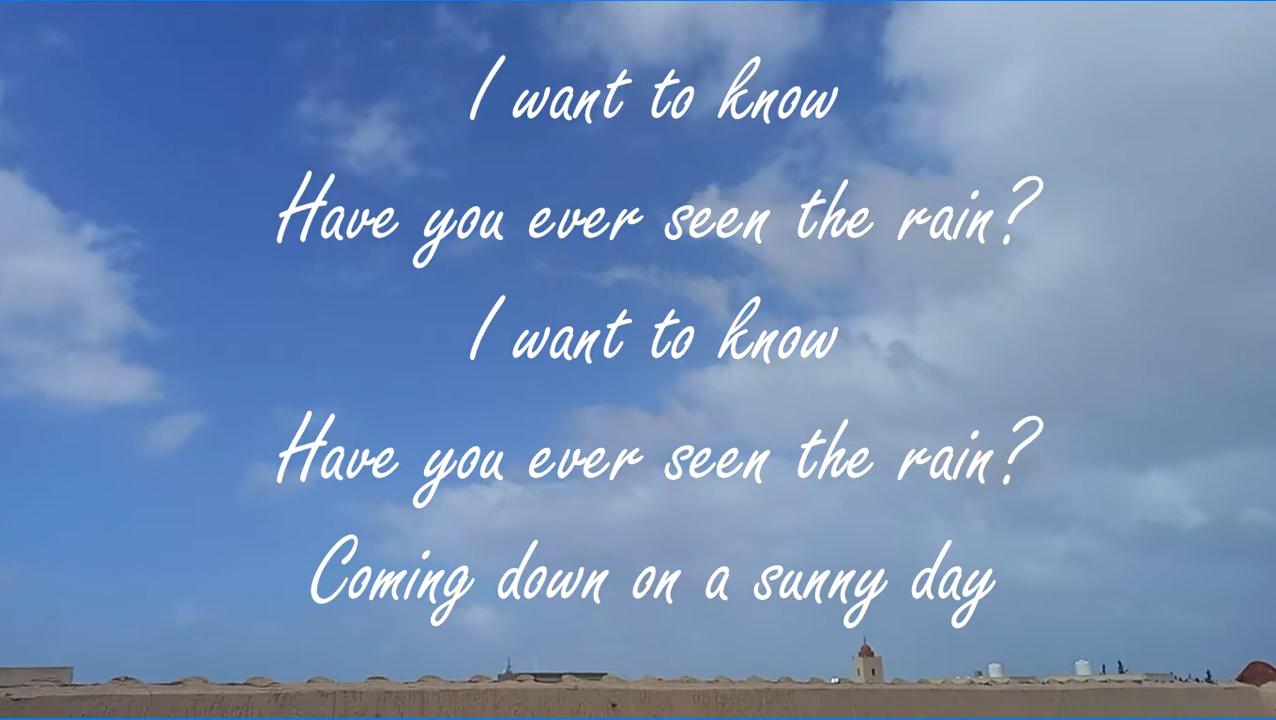 I want to know
Have you ever seen the rain?
I want to know
Have you ever seen the rain?
Coming down on a sunny day